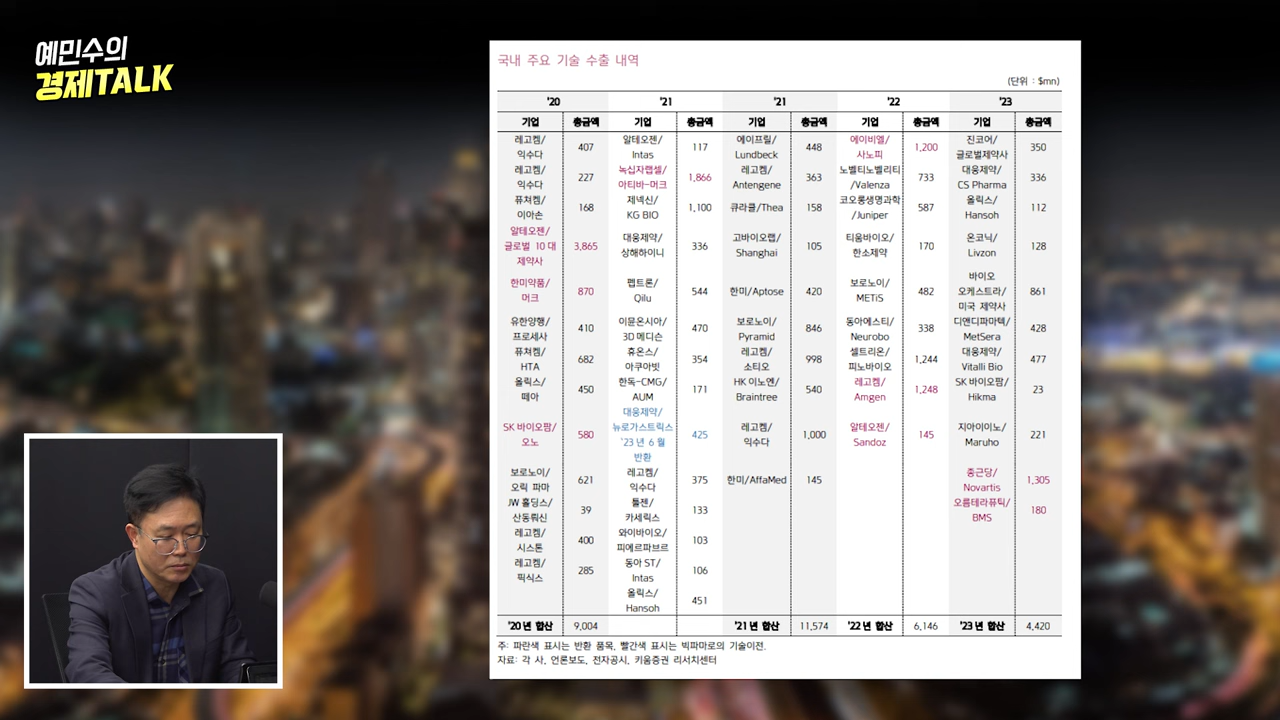 예민수의
경제TALK
국내 주요 기술 수출 내역
(단위 : $mn)
'20 '21 '21 '22 '23
기업 총금액 기업 총금액 기업 총금액 기업 총금액 기업 총금액
레고켐/ 익수다 407 알테오젠/ Intas 117 에이프릴/ Lundbeck 448 에이비엘/ 사노피 1,200 진코어/ 글로벌제약사 350
레고켐/ 익수다 227 녹십자랩셀/ 아티바-머크 1,866 레고켐/ Antengene 363 노벨티노벨리티 /Valenza 733 대웅제약/ CS Pharma 336
퓨쳐켐/ 이아손 168 제넥신/ KG BIO 1,100 큐라클/Thea 158 코오롱생명과학 /Juniper 587 올릭스/ Hansoh 112
알테오젠/ 글로벌 10 대 제약사 3,865 대웅제약/ 상해하이니 336 고바이오랩/ Shanghai 105 티움바이오/ 한소제약 170 온코닉/ Livzon 128
한미약품/ 머크 870 펩트론/ Qilu 544 한미/Aptose 420 보로노이/ METiS 482 바이오 오케스트라/ 미국 제약사 861
유한양행/ 프로세사 410 이뮨온시아/ 3D 메디슨 470 보로노이/ Pyramid 846 동아에스티/ Neurobo 338 디앤디파마텍/ MetSera 428
퓨쳐켐/ HTA 682 휴온스/ 아쿠아빗 354 레고켐/ 소티오 998 셀트리온/ 피노바이오 1,244 대웅제약/ Vitalli Bio 477
올릭스/ 떼아 450 한독-CMG/ AUM 171 HK 이노엔/ Braintree 540 레고켐/ Amgen 1,248 SK 바이오팜/ Hikma 23
SK 바이오팜/ 오노 580 대웅제약/ 뉴로가스트릭스 '23 년 6 월 반환 425 레고켐/ 익수다 1,000 알테오젠/ Sandoz 145 지아이이노/ Maruho 221
보로노이/ 오릭 파마 621 레고켐/ 익수다 375 한미/AffaMed 145 종근당/ Novartis 1,305
JW 홀딩스/ 산동뤄신 39 툴젠/ 카세릭스 133 오름테라퓨틱/ BMS 180
레고켐/ 시스톤 400 와이바이오/ 피에르파브르 103
레고켐/ 픽식스 285 동아 ST/ Intas 106
올릭스/ Hansoh 451
'20 년 합산 9,004 '21 년 합산 11,574 '22 년 합산 6,146 '23 년 합산 4,420
주: 파란색 표시는 반환 품목, 빨간색 표시는 빅파마로의 기술이전.
자료: 각 사, 언론보도, 전자공시, 키움증권 리서치센터